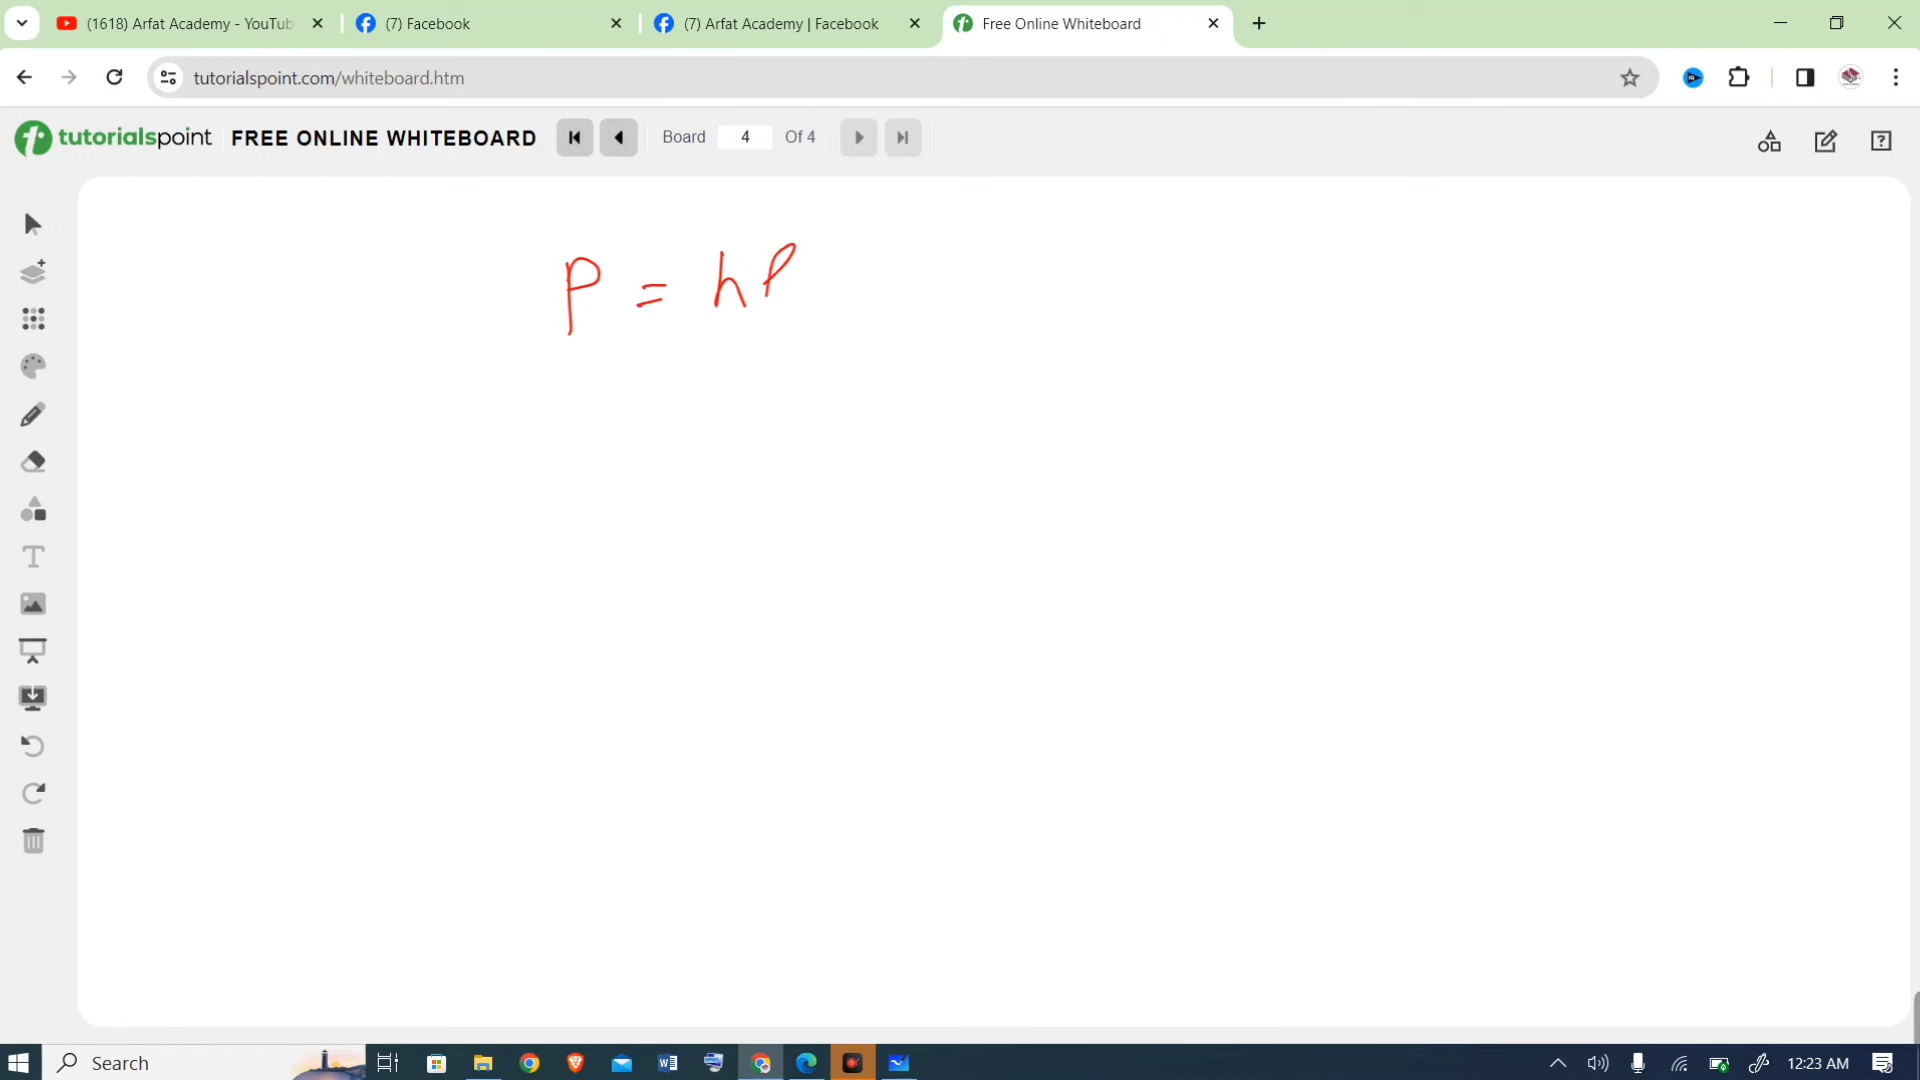 (1618) Arfat Academy - YouTub
(7) Facebook
(7) Arfat Academy | Facebook
Free Online Whiteboard
tutorialspoint.com/whiteboard.htm
tutorialspoint FREE ONLINE WHITEBOARD Board 4 Of 4
P = hρ
Search
12:23 AM